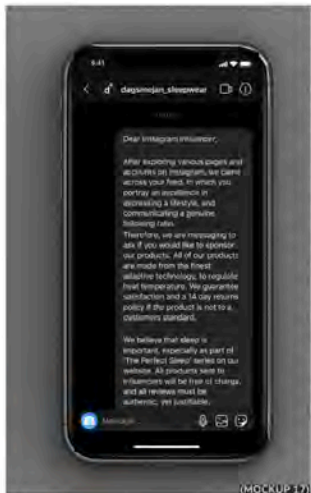 9:41
dagsmejan_sleepwear
Dear Instagram Influencer,
After exploring various pages and
accounts on Instagram, we came
across your feed, in which you
portray an excellence in
expressing a lifestyle, and
communicating a genuine
following ratio.
Therefore, we are messaging to
ask if you would like to sponsor
our products. All of our products
are made from the finest
adaptive technology, to regulate
heat temperature. We guarantee
satisfaction and a 14 day returns
policy if the product is not to a
customers standard.
We believe that sleep is
important, especially as part of
'The Perfect Sleep' series on our
website. All products sent to
influencers will be free of charge,
and all reviews must be
authentic, yet justifiable.
Message...
(MOCKUP 17)